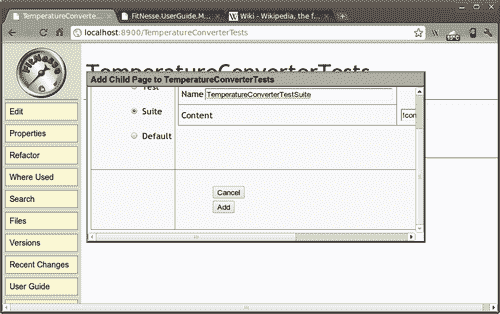 TemperatureConverte...
FitNesse.UserGuide.M...
Wiki - Wikipedia, the f...
localhost:8900/TemperatureConverterTests
FitNesse
TemperatureConverterTests
Add Child Page to TemperatureConverterTests
Test
Name TemperatureConverterTestSuite
Suite
Content
!con
Default
Cancel
Add
Edit
Properties
Refactor
Where Used
Search
Files
Versions
Recent Changes
User Guide